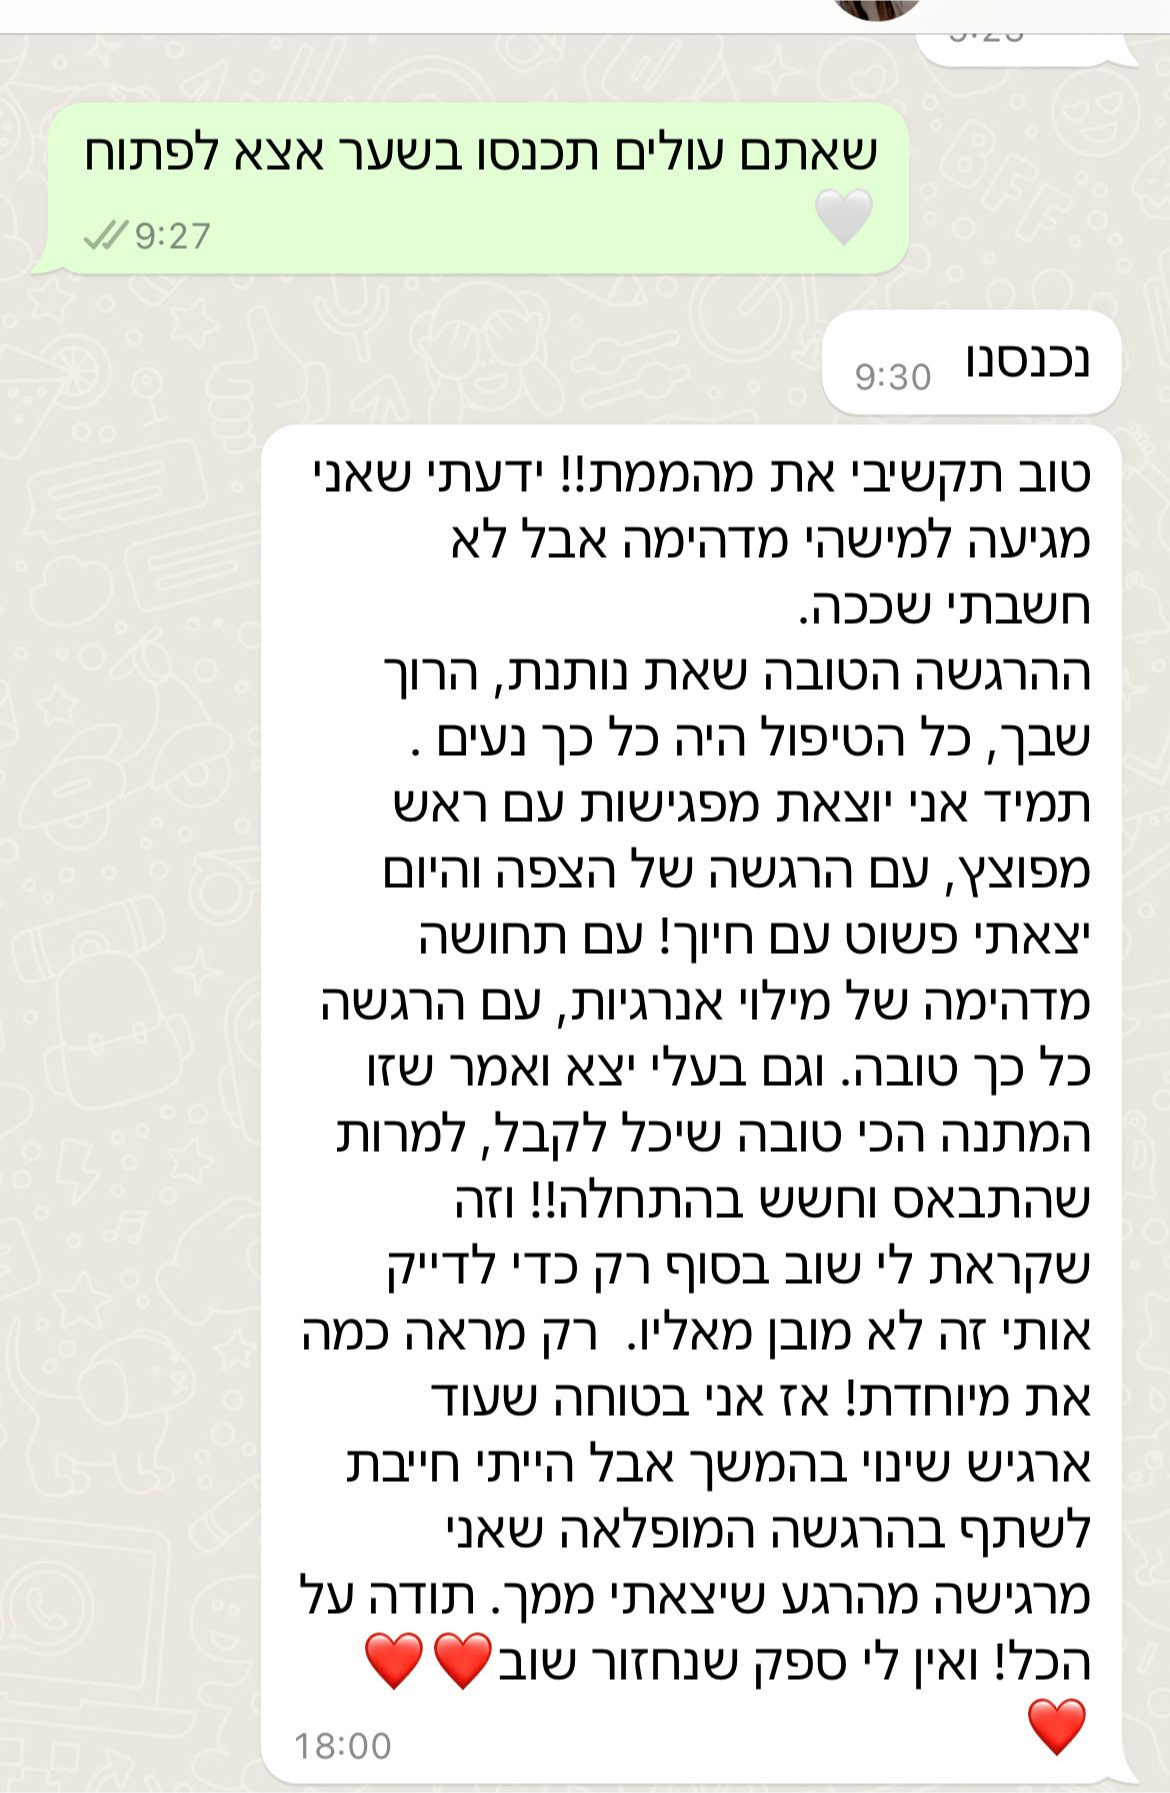 שאתם עולים תכנסו בשער אצא לפתוח
🤍
9:27
נכנסנו
9:30
טוב תקשיבי את מהממת!! ידעתי שאני
מגיעה למישהי מדהימה אבל לא
חשבתי שככה.
ההרגשה הטובה שאת נותנת, הרוך
שבך, כל הטיפול היה כל כך נעים .
תמיד אני יוצאת מפגישות עם ראש
מפוצץ, עם הרגשה של הצפה והיום
יצאתי פשוט עם חיוך! עם תחושה
מדהימה של מילוי אנרגיות, עם הרגשה
כל כך טובה. וגם בעלי יצא ואמר שזו
המתנה הכי טובה שיכל לקבל, למרות
שהתבאס וחשש בהתחלה!! וזה
שקראת לי שוב בסוף רק כדי לדייק
אותי זה לא מובן מאליו.  רק מראה כמה
את מיוחדת! אז אני בטוחה שעוד
ארגיש שינוי בהמשך אבל הייתי חייבת
לשתף בהרגשה המופלאה שאני
מרגישה מהרגע שיצאתי ממך. תודה על
הכל! ואין לי ספק שנחזור שוב❤️❤️
❤️
18:00